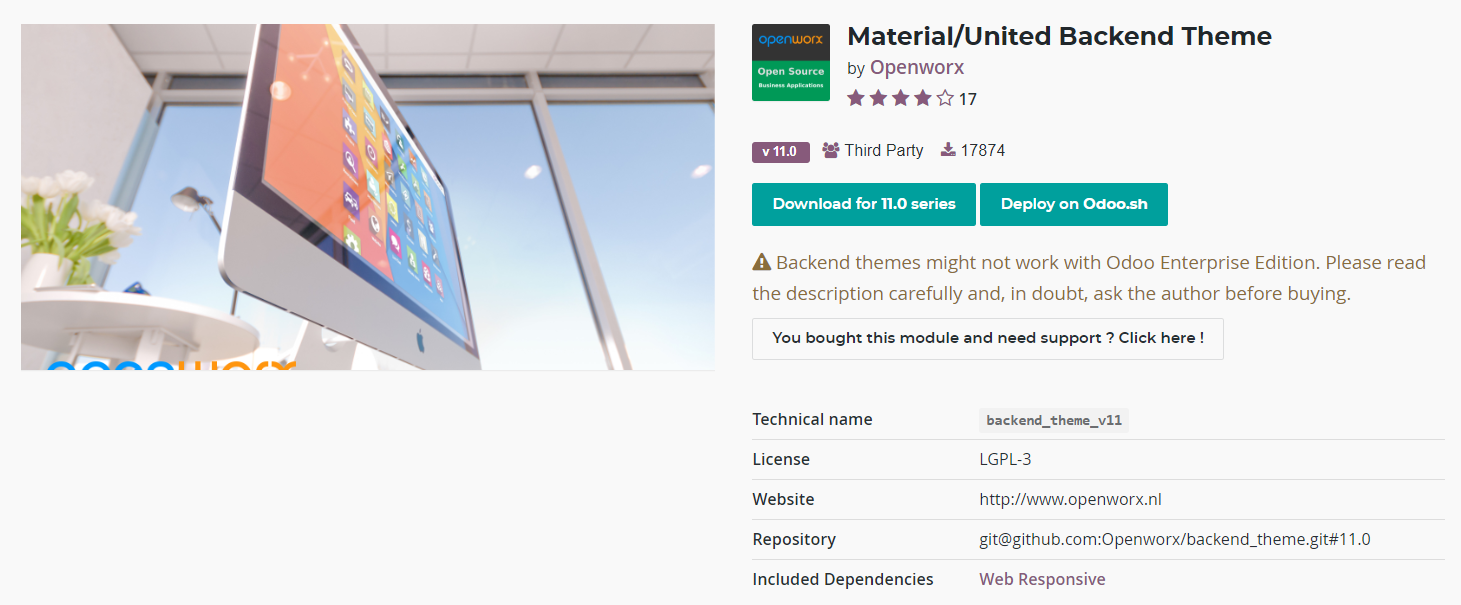 openworx
Open Source
Business Applications
Material/United Backend Theme
by Openworx
17
v 11.0 Third Party 17874
Download for 11.0 series Deploy on Odoo.sh
Backend themes might not work with Odoo Enterprise Edition. Please read
the description carefully and, in doubt, ask the author before buying.
You bought this module and need support ? Click here !
Technical name backend_theme_v11
License LGPL-3
Website http://www.openworx.nl
Repository git@github.com:Openworx/backend_theme.git#11.0
Included Dependencies Web Responsive
openworx